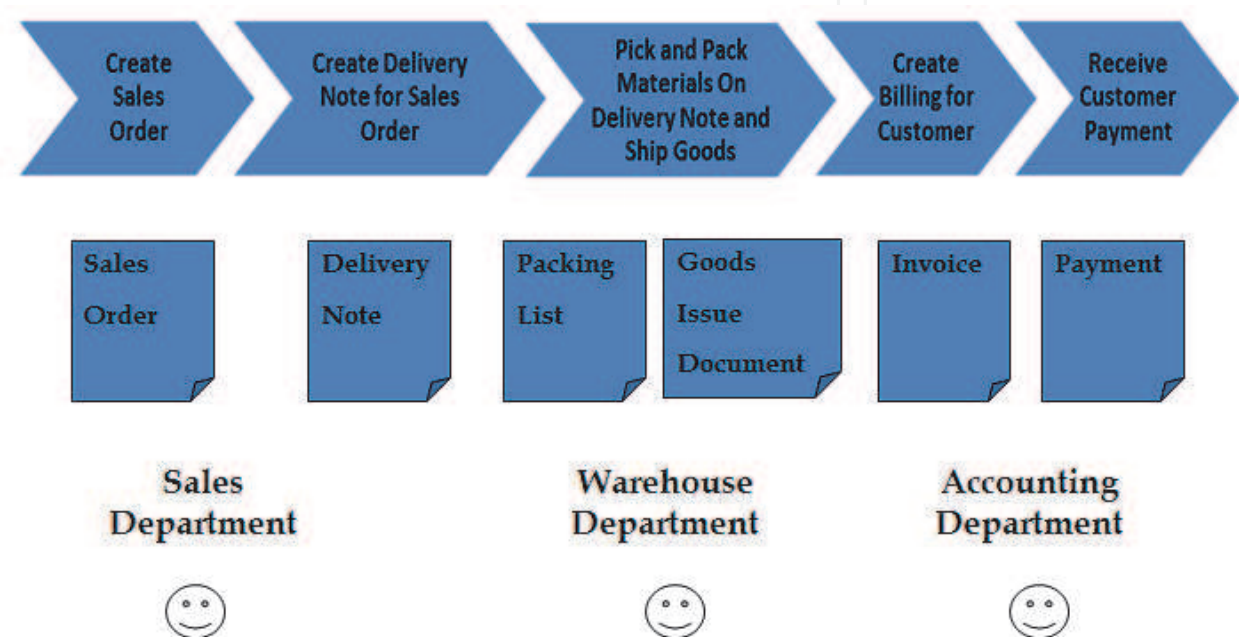 Create
Sales
Order
Create Delivery
Note for Sales
Order
Pick and Pack
Materials On
Delivery Note and
Ship Goods
Create
Billing for
Customer
Receive
Customer
Payment
Sales
Order
Delivery
Note
Packing
List
Goods
Issue
Document
Invoice
Payment
Sales
Department
Warehouse
Department
Accounting
Department